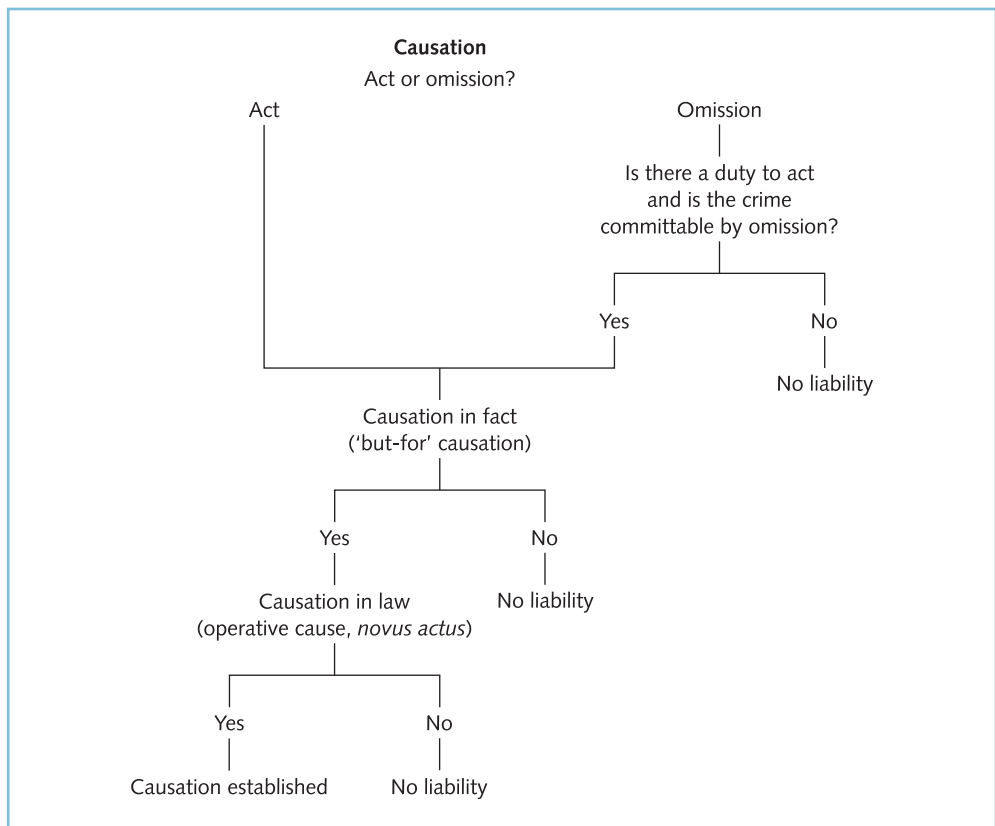 Causation
Act or omission?
Act
Omission
Is there a duty to act
and is the crime
committable by omission?
Yes
No
No liability
Causation in fact
(‘but-for’ causation)
Yes
No
Causation in law
(operative cause, novus actus)
No liability
Yes
No
Causation established
No liability